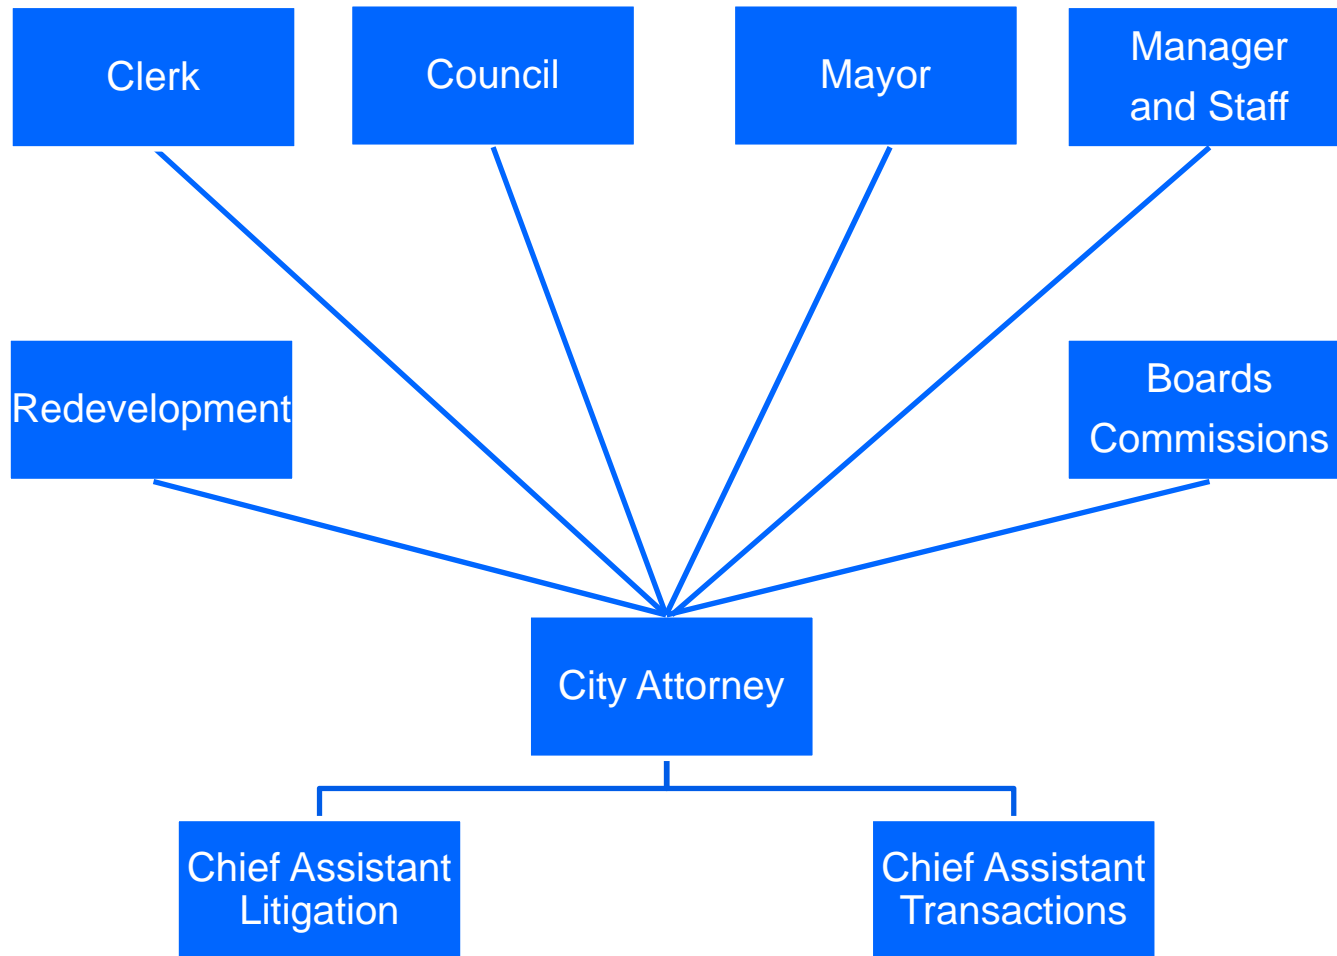 Clerk
Council
Mayor
Manager
and Staff
Redevelopment
Boards
Commissions
City Attorney
Chief Assistant
Litigation
Chief Assistant
Transactions